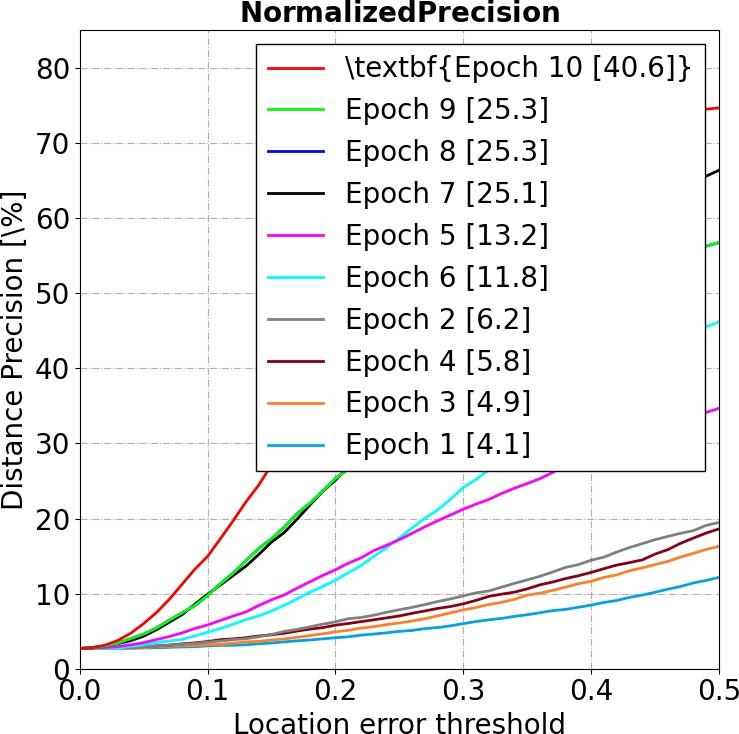 NormalizedPrecision
Distance Precision [\%]
80
70
60
50
40
30
20
10
0
\textbf{Epoch 10 [40.6]}
Epoch 9 [25.3]
Epoch 8 [25.3]
Epoch 7 [25.1]
Epoch 5 [13.2]
Epoch 6 [11.8]
Epoch 2 [6.2]
Epoch 4 [5.8]
Epoch 3 [4.9]
Epoch 1 [4.1]
0.0 0.1 0.2 0.3 0.4 0.5
Location error threshold